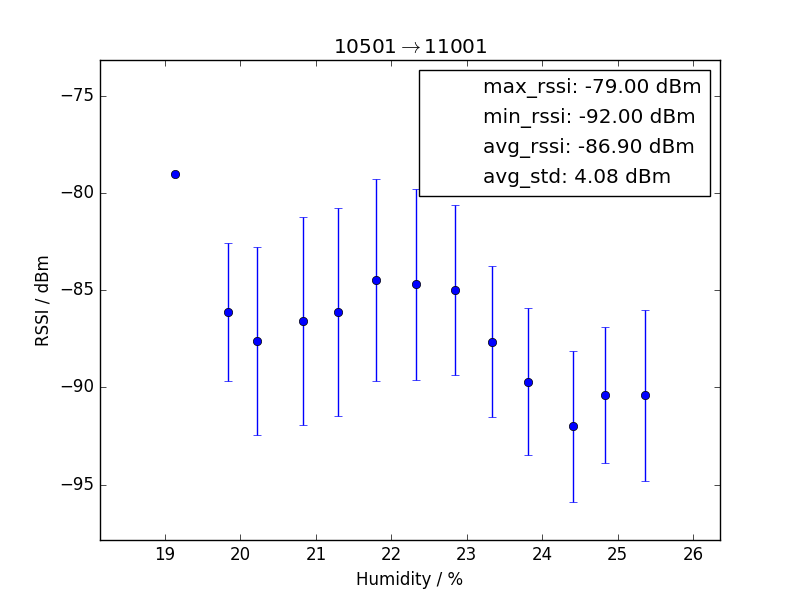 10501→11001
max_rssi: -79.00 dBm
min_rssi: -92.00 dBm
avg_rssi: -86.90 dBm
avg_std: 4.08 dBm
RSSI / dBm
−75
−80
−85
−90
−95
19 20 21 22 23 24 25 26
Humidity / %